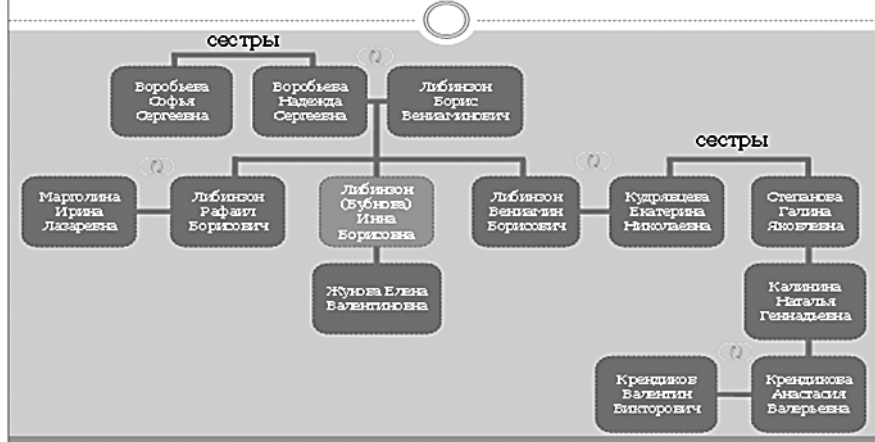 сестры
Воробьева
Софья
Сергеевна
Воробьева
Надежда
Сергеевна
Либинзон
Борис
Вениаминович
сестры
Марголина
Ирина
Лазаревна
Либинзон
Рафаил
Борисович
Либинзон
(Бубнова)
Инна
Борисовна
Либинзон
Вениамин
Борисович
Кудрявцева
Екатерина
Николаевна
Степанова
Галина
Яковлевна
Жукова Елена
Валентиновна
Калинина
Наталья
Геннадьевна
Крендиков
Валентин
Викторович
Крендикова
Анастасия
Валерьевна